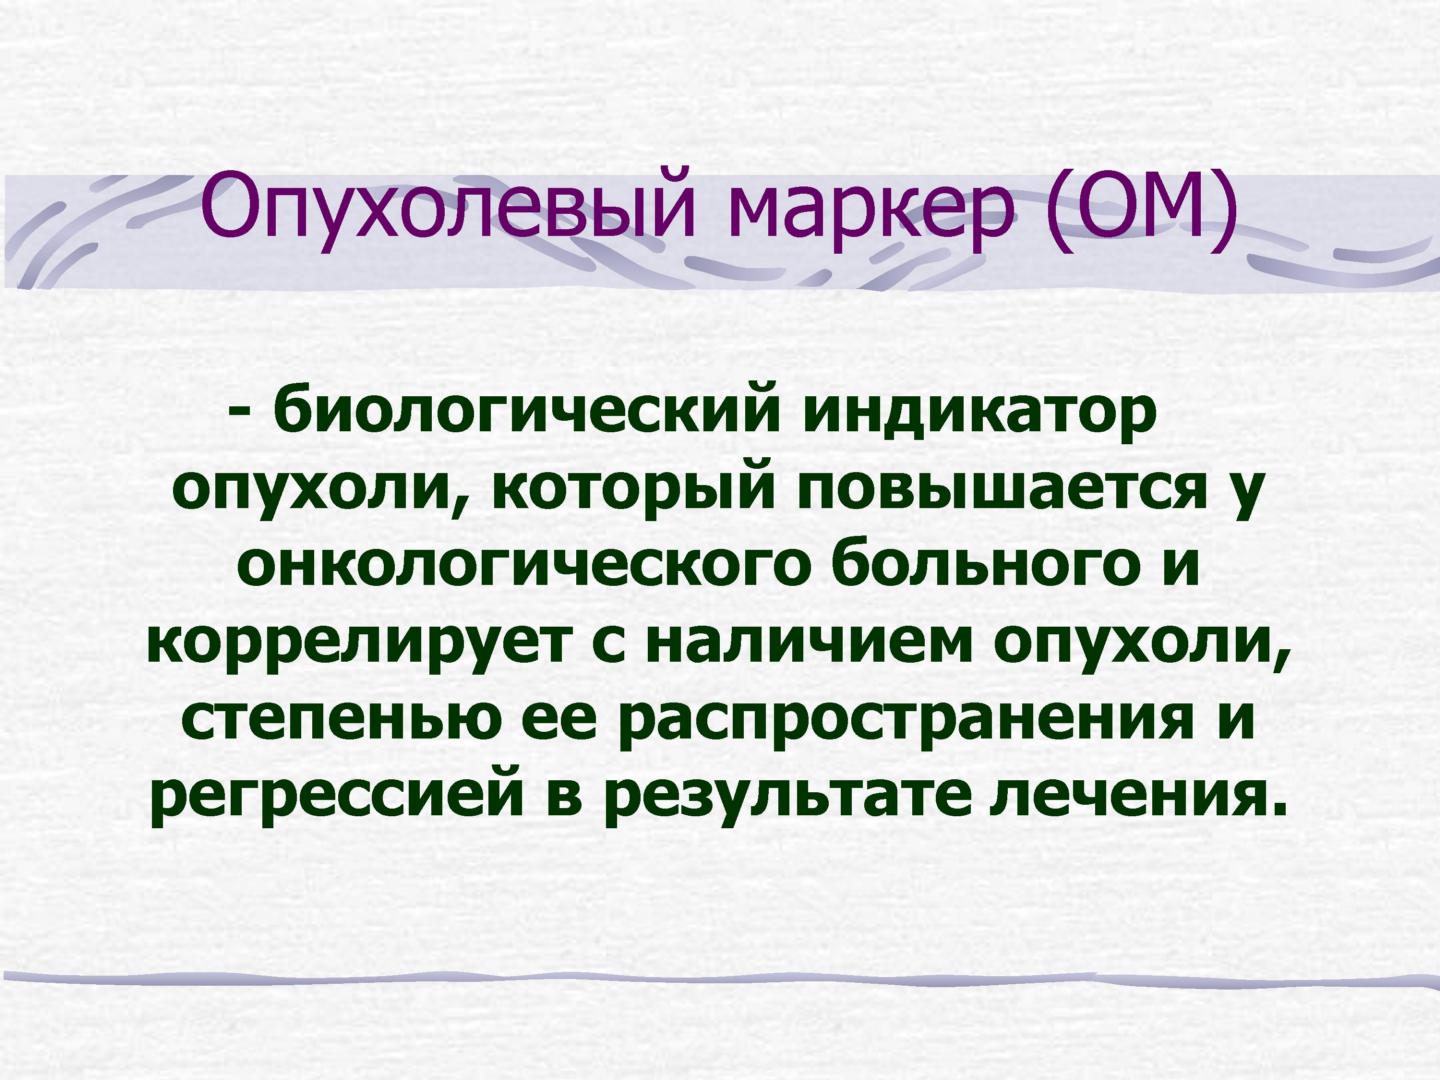 Опухолевый маркер (ОМ)
- биологический индикатор
опухоли, который повышается у
онкологического больного и
коррелирует с наличием опухоли,
степенью ее распространения и
регрессией в результате лечения.